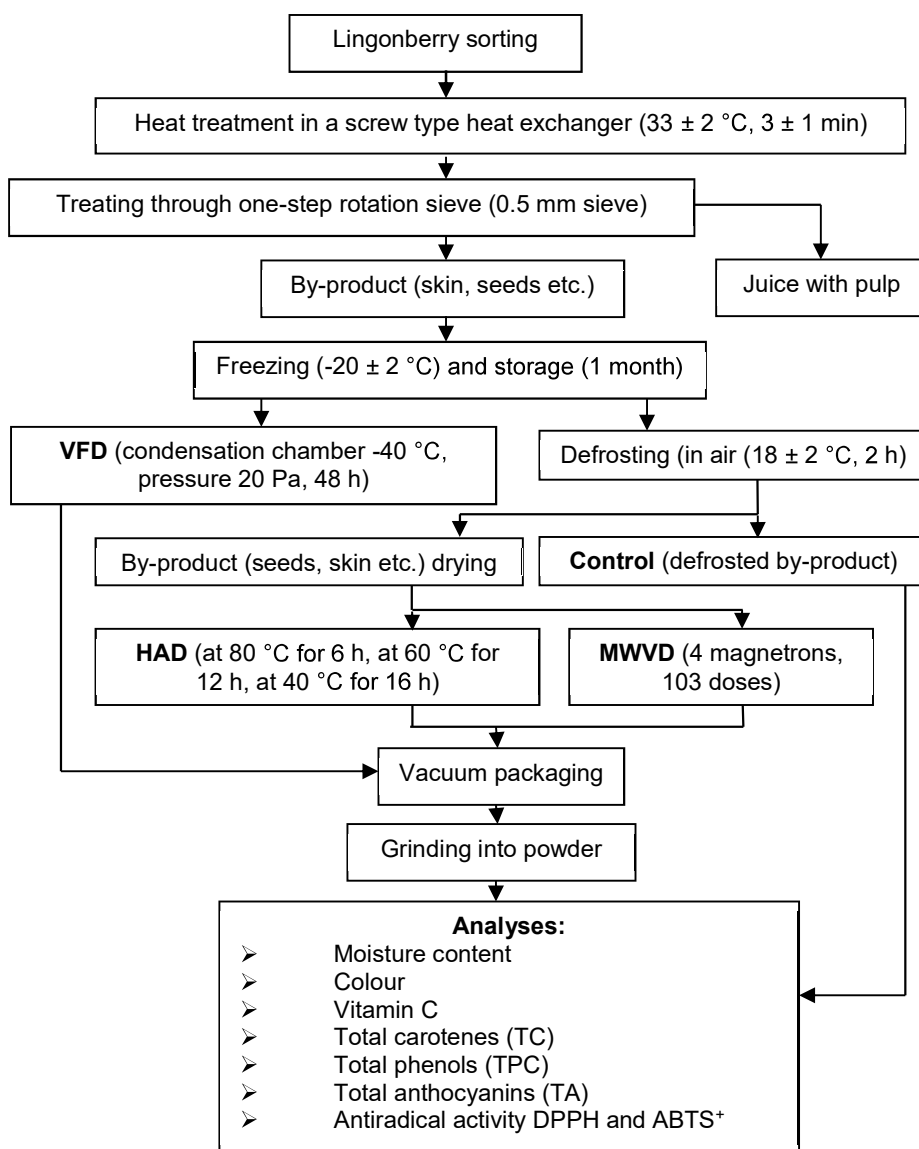 Lingonberry sorting
Heat treatment in a screw type heat exchanger (33 ± 2 °C, 3 ± 1 min)
Treating through one-step rotation sieve (0.5 mm sieve)
By-product (skin, seeds etc.)
Juice with pulp
Freezing (-20 ± 2 °C) and storage (1 month)
VFD (condensation chamber -40 °C,
pressure 20 Pa, 48 h)
Defrosting (in air (18 ± 2 °C, 2 h)
By-product (seeds, skin etc.) drying
Control (defrosted by-product)
HAD (at 80 °C for 6 h, at 60 °C for
12 h, at 40 °C for 16 h)
MWVD (4 magnetrons,
103 doses)
Vacuum packaging
Grinding into powder
Analyses:
➢ Moisture content
➢ Colour
➢ Vitamin C
➢ Total carotenes (TC)
➢ Total phenols (TPC)
➢ Total anthocyanins (TA)
➢ Antiradical activity DPPH and ABTS⁺